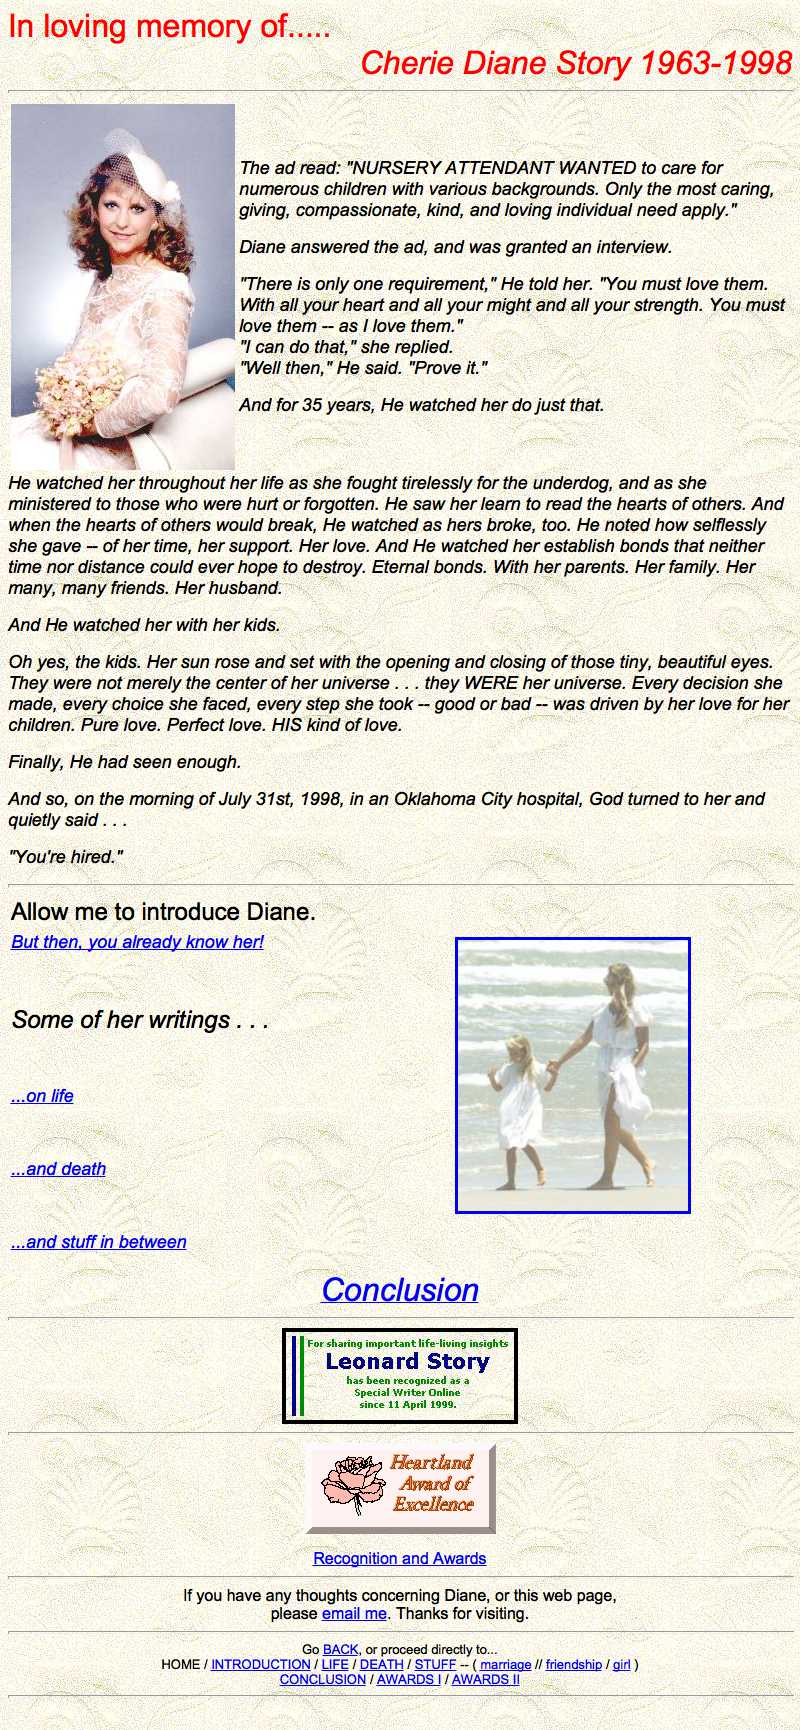 In loving memory of.....
Cherie Diane Story 1963-1998
The ad read: "NURSERY ATTENDANT WANTED to care for
numerous children with various backgrounds. Only the most caring,
giving, compassionate, kind, and loving individual need apply."
Diane answered the ad, and was granted an interview.
"There is only one requirement," He told her. "You must love them.
With all your heart and all your might and all your strength. You must
love them -- as I love them."
"I can do that," she replied.
"Well then," He said. "Prove it."
And for 35 years, He watched her do just that.
He watched her throughout her life as she fought tirelessly for the underdog, and as she
ministered to those who were hurt or forgotten. He saw her learn to read the hearts of others. And
when the hearts of others would break, He watched as hers broke, too. He noted how selflessly
she gave -- of her time, her support. Her love. And He watched her establish bonds that neither
time nor distance could ever hope to destroy. Eternal bonds. With her parents. Her family. Her
many, many friends. Her husband.
And He watched her with her kids.
Oh yes, the kids. Her sun rose and set with the opening and closing of those tiny, beautiful eyes.
They were not merely the center of her universe . . . they WERE her universe. Every decision she
made, every choice she faced, every step she took -- good or bad -- was driven by her love for her
children. Pure love. Perfect love. HIS kind of love.
Finally, He had seen enough.
And so, on the morning of July 31st, 1998, in an Oklahoma City hospital, God turned to her and
quietly said . . .
"You're hired."
Allow me to introduce Diane.
But then, you already know her!
Some of her writings . . .
...on life
...and death
...and stuff in between
Conclusion
For sharing important life-living insights
Leonard Story
has been recognized as a
Special Writer Online
since 11 April 1999.
Heartland
Award of
Excellence
Recognition and Awards
If you have any thoughts concerning Diane, or this web page,
please email me. Thanks for visiting.
Go BACK, or proceed directly to...
HOME / INTRODUCTION / LIFE / DEATH / STUFF -- ( marriage // friendship / girl )
CONCLUSION / AWARDS I / AWARDS II